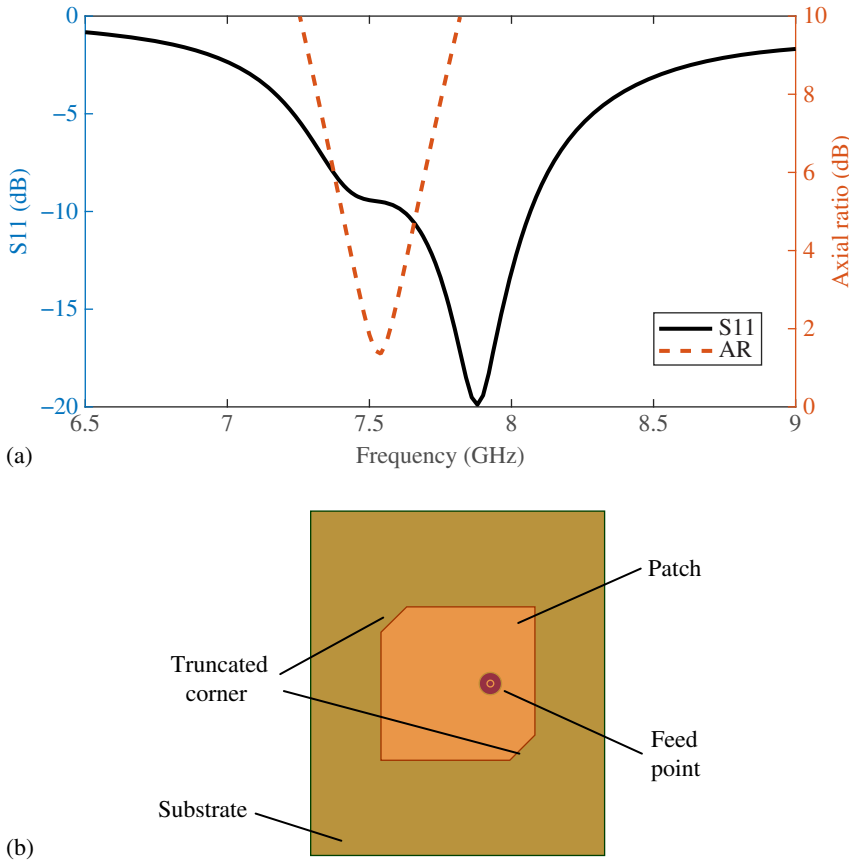 0
−5
−10
−15
−20
S11 (dB)
10
8
6
4
2
0
Axial ratio (dB)
S11
AR
6.5
7
7.5
8
8.5
9
Frequency (GHz)
(a)
Patch
Truncated
corner
Feed
point
Substrate
(b)